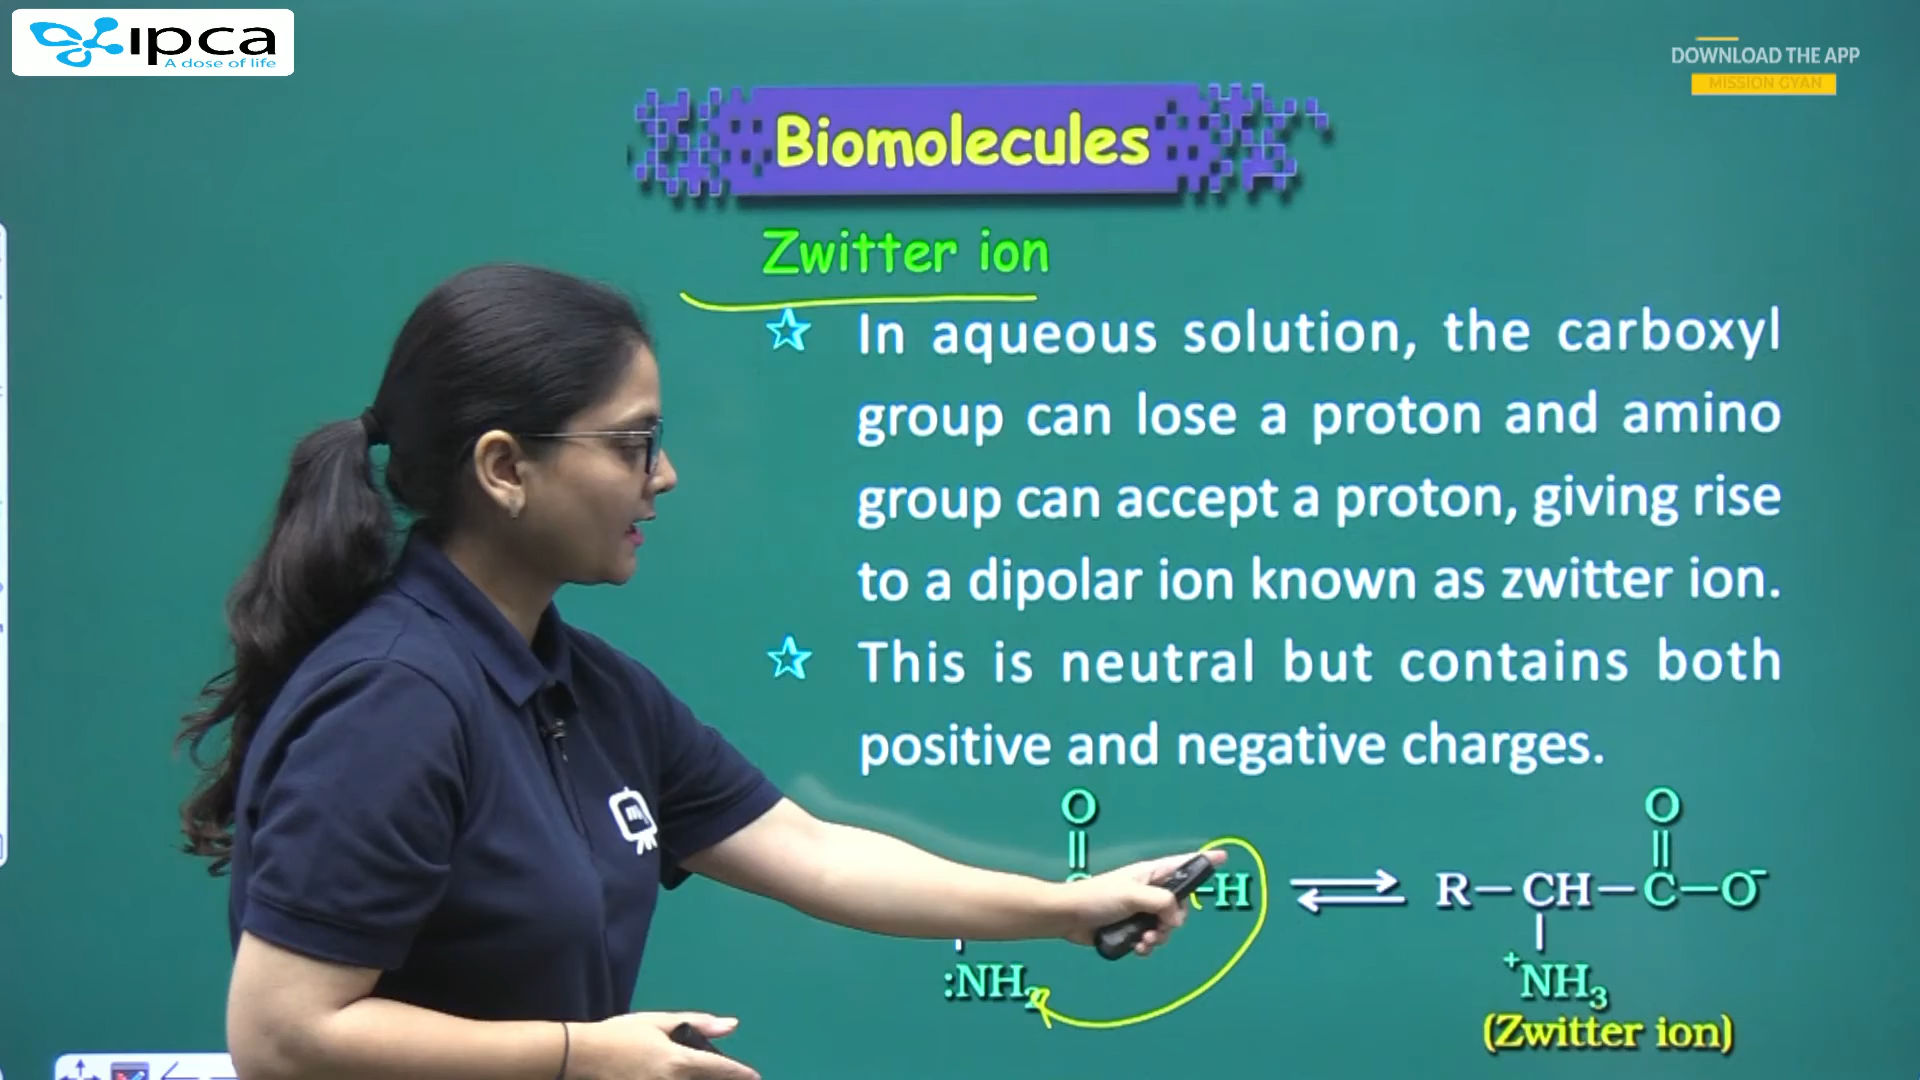 ipca
A dose of life
DOWNLOAD THE APP
MISSION GYAN
Biomolecules
Zwitter ion
In aqueous solution, the carboxyl
group can lose a proton and amino
group can accept a proton, giving rise
to a dipolar ion known as zwitter ion.
This is neutral but contains both
positive and negative charges.
O
O
H
R—CH—C—O⁻
:NH₂
⁺NH₃
(Zwitter ion)